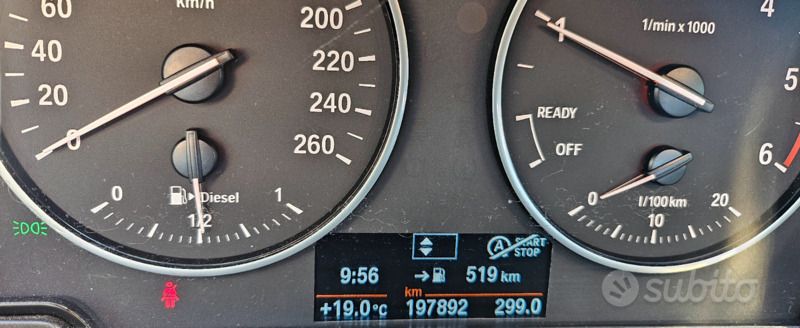 km/h
0
20
40
60
200
220
240
260
Diesel
0
1/2
1
1/min x 1000
1
4
5
6
READY
OFF
0
l/100km
10
20
A START
STOP
9:56
519 km
km
+19.0°C
197892
299.0
subito